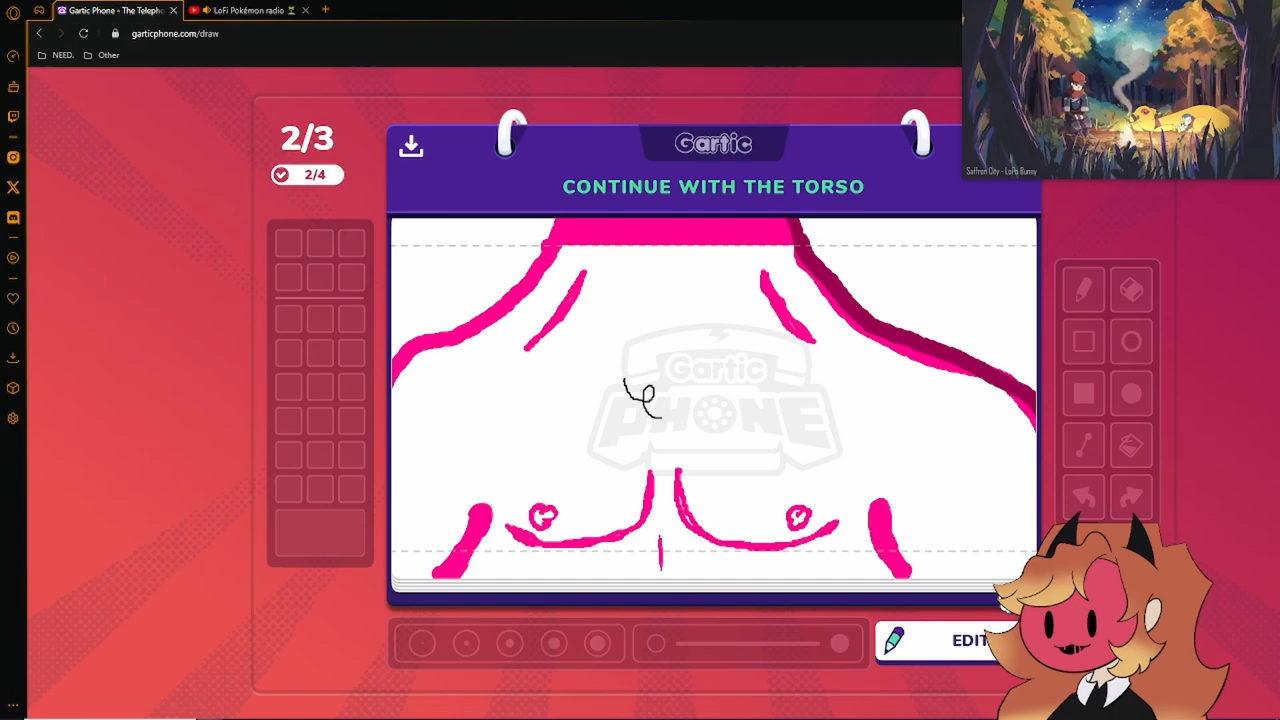 Gartic Phone - The Teleph
LoFi Pokémon radio
garticphone.com/draw
NEED.
Other
2/3
2/4
Gartic
CONTINUE WITH THE TORSO
Saffron City - LoFa Bunny
Gartic
PHONE
EDIT